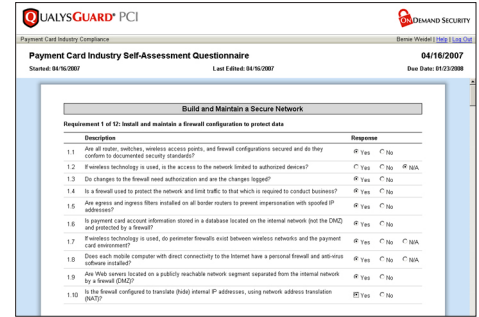 QUALYSGUARD® PCI
ON DEMAND SECURITY
Payment Card Industry Compliance
Bernie Weidel | Help | Log Out
Payment Card Industry Self-Assessment Questionnaire
04/16/2007
Started: 04/16/2007
Last Edited: 04/16/2007
Due Date: 01/23/2008
Build and Maintain a Secure Network
Requirement 1 of 12: Install and maintain a firewall configuration to protect data
Description
Response
1.1 Are all router, switches, wireless access points, and firewall configurations secured and do they
conform to documented security standards?
Yes No
1.2 If wireless technology is used, is the access to the network limited to authorized devices? Yes No N/A
1.3 Do changes to the firewall need authorization and are the changes logged? Yes No
1.4 Is a firewall used to protect the network and limit traffic to that which is required to conduct business? Yes No
1.5 Are egress and ingress filters installed on all border routers to prevent impersonation with spoofed IP
addresses?
Yes No
1.6 Is payment card account information stored in a database located on the internal network (not the DMZ)
and protected by a firewall?
Yes No
1.7 If wireless technology is used, do perimeter firewalls exist between wireless networks and the payment
card environment?
Yes No N/A
1.8 Does each mobile computer with direct connectivity to the Internet have a personal firewall and anti-virus
software installed?
Yes No N/A
1.9 Are Web servers located on a publicly reachable network segment separated from the internal network
by a firewall (DMZ)?
Yes No
1.10 Is the firewall configured to translate (hide) internal IP addresses, using network address translation
(NAT)?
Yes No